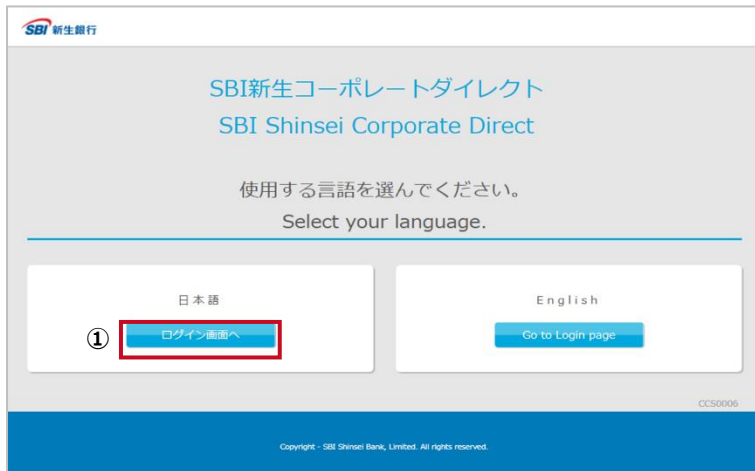 SBI 新生銀行
SBI新生コーポレートダイレクト
SBI Shinsei Corporate Direct
使用する言語を選んでください。
Select your language.
日本語
① ログイン画面へ
English
Go to Login page
CCS0006
Copyright - SBI Shinsei Bank, Limited. All rights reserved.